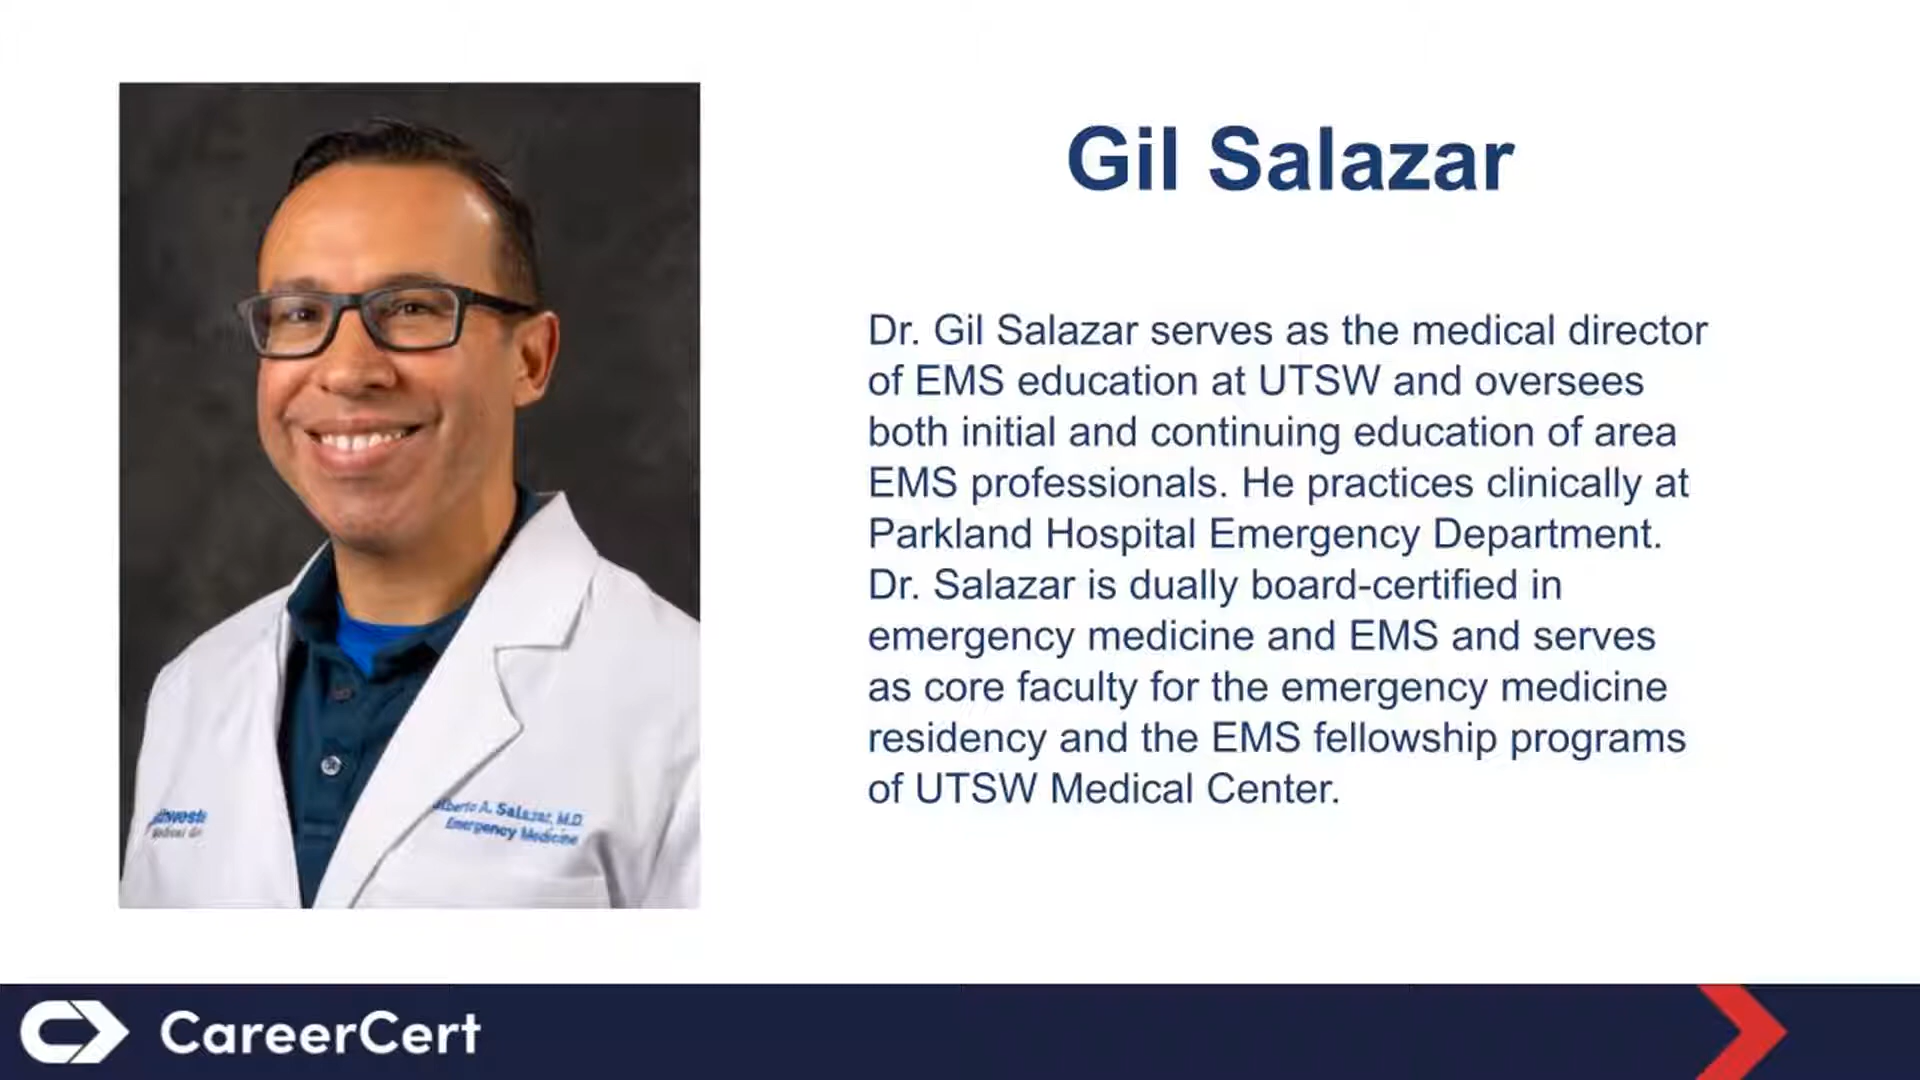 Gil Salazar
Dr. Gil Salazar serves as the medical director
of EMS education at UTSW and oversees
both initial and continuing education of area
EMS professionals. He practices clinically at
Parkland Hospital Emergency Department.
Dr. Salazar is dually board-certified in
emergency medicine and EMS and serves
as core faculty for the emergency medicine
residency and the EMS fellowship programs
of UTSW Medical Center.
A. Salazar, M.D.
Emergency Medicine
CareerCert